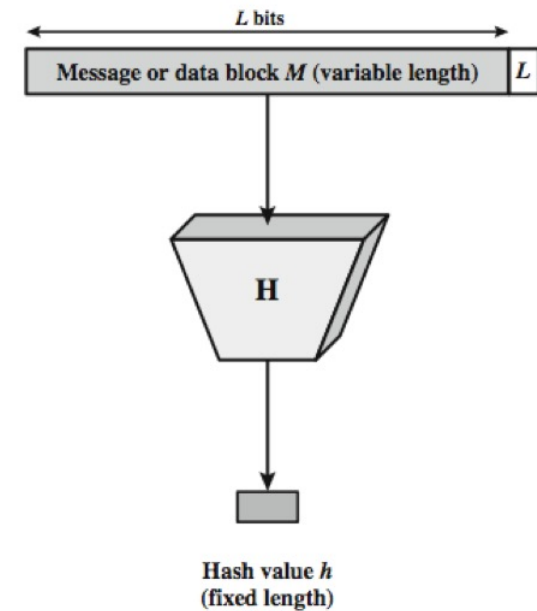 L bits
Message or data block M (variable length) L
H
Hash value h
(fixed length)